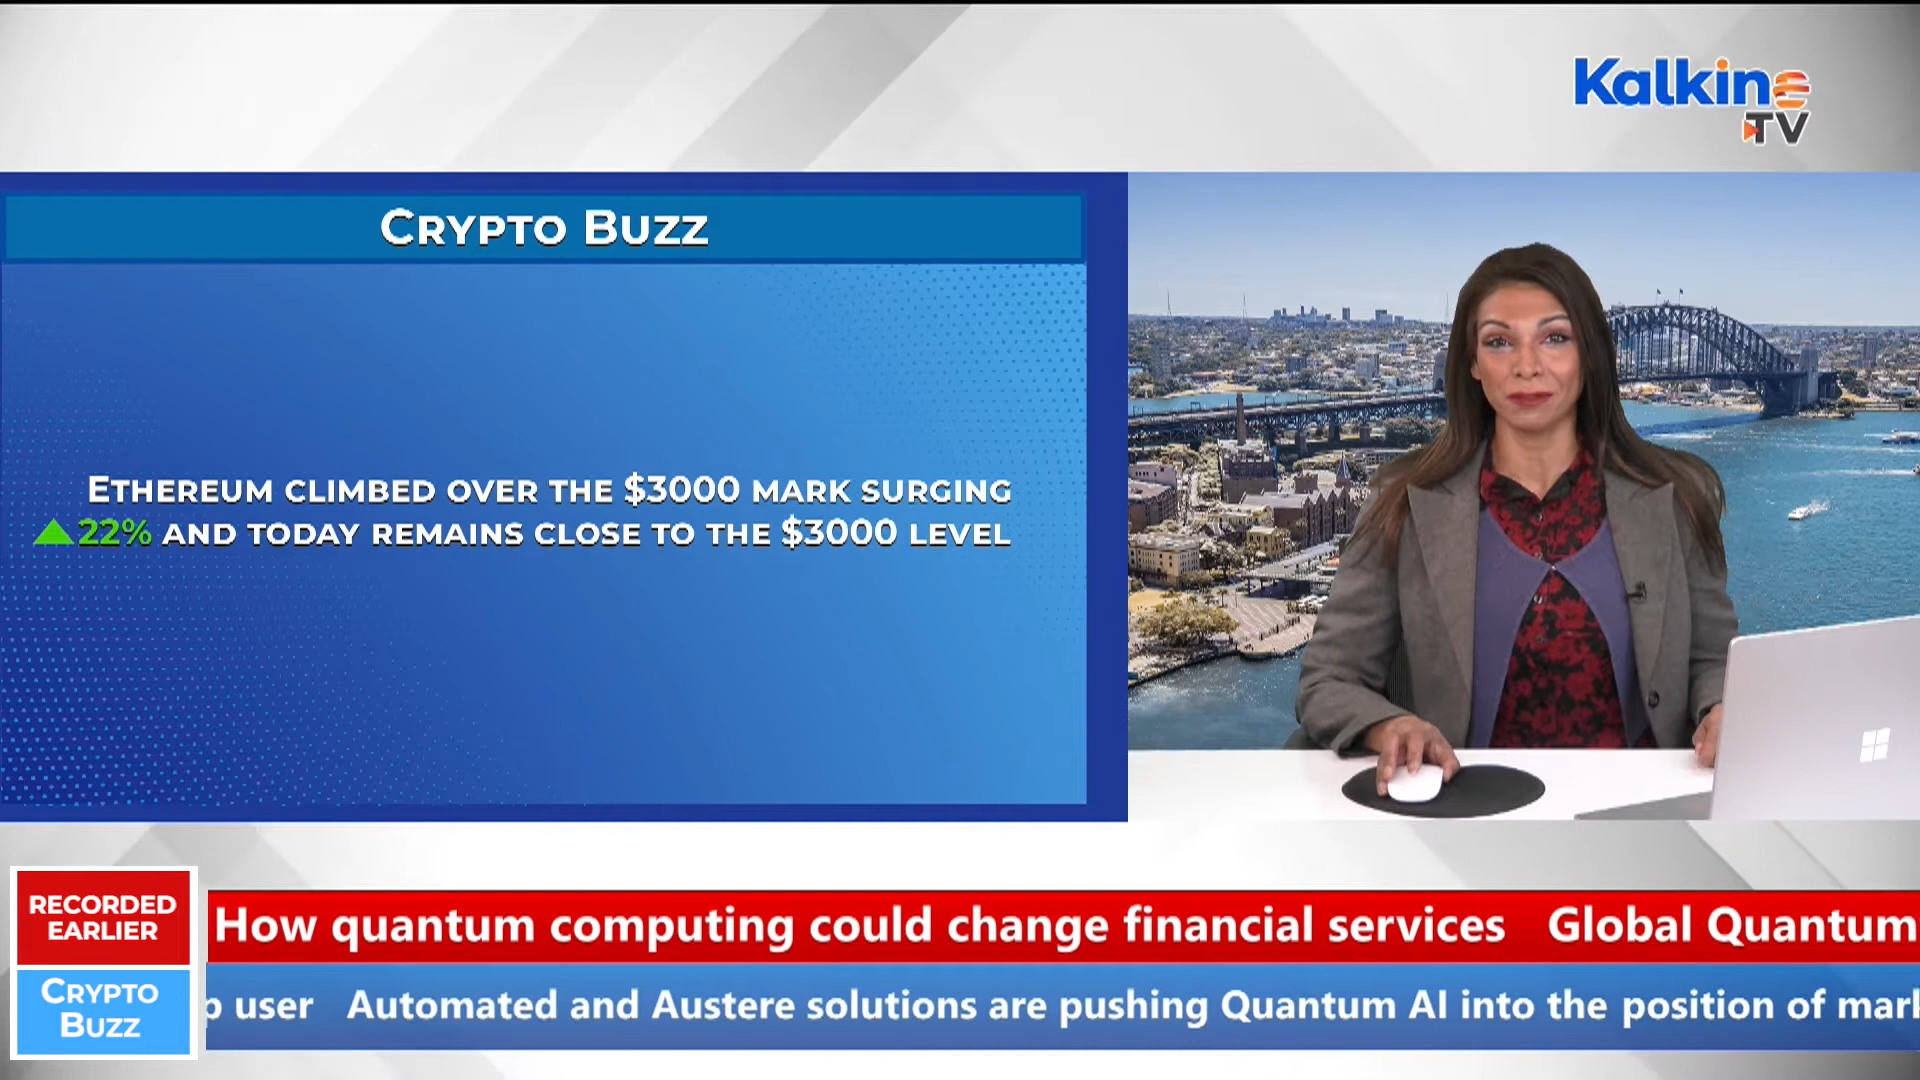 Kalkine
TV
Crypto Buzz
Ethereum climbed over the $3000 mark surging
▲22% and today remains close to the $3000 level
RECORDED
EARLIER
How quantum computing could change financial services Global Quantum
Crypto
Buzz
user Automated and Austere solutions are pushing Quantum AI into the position of